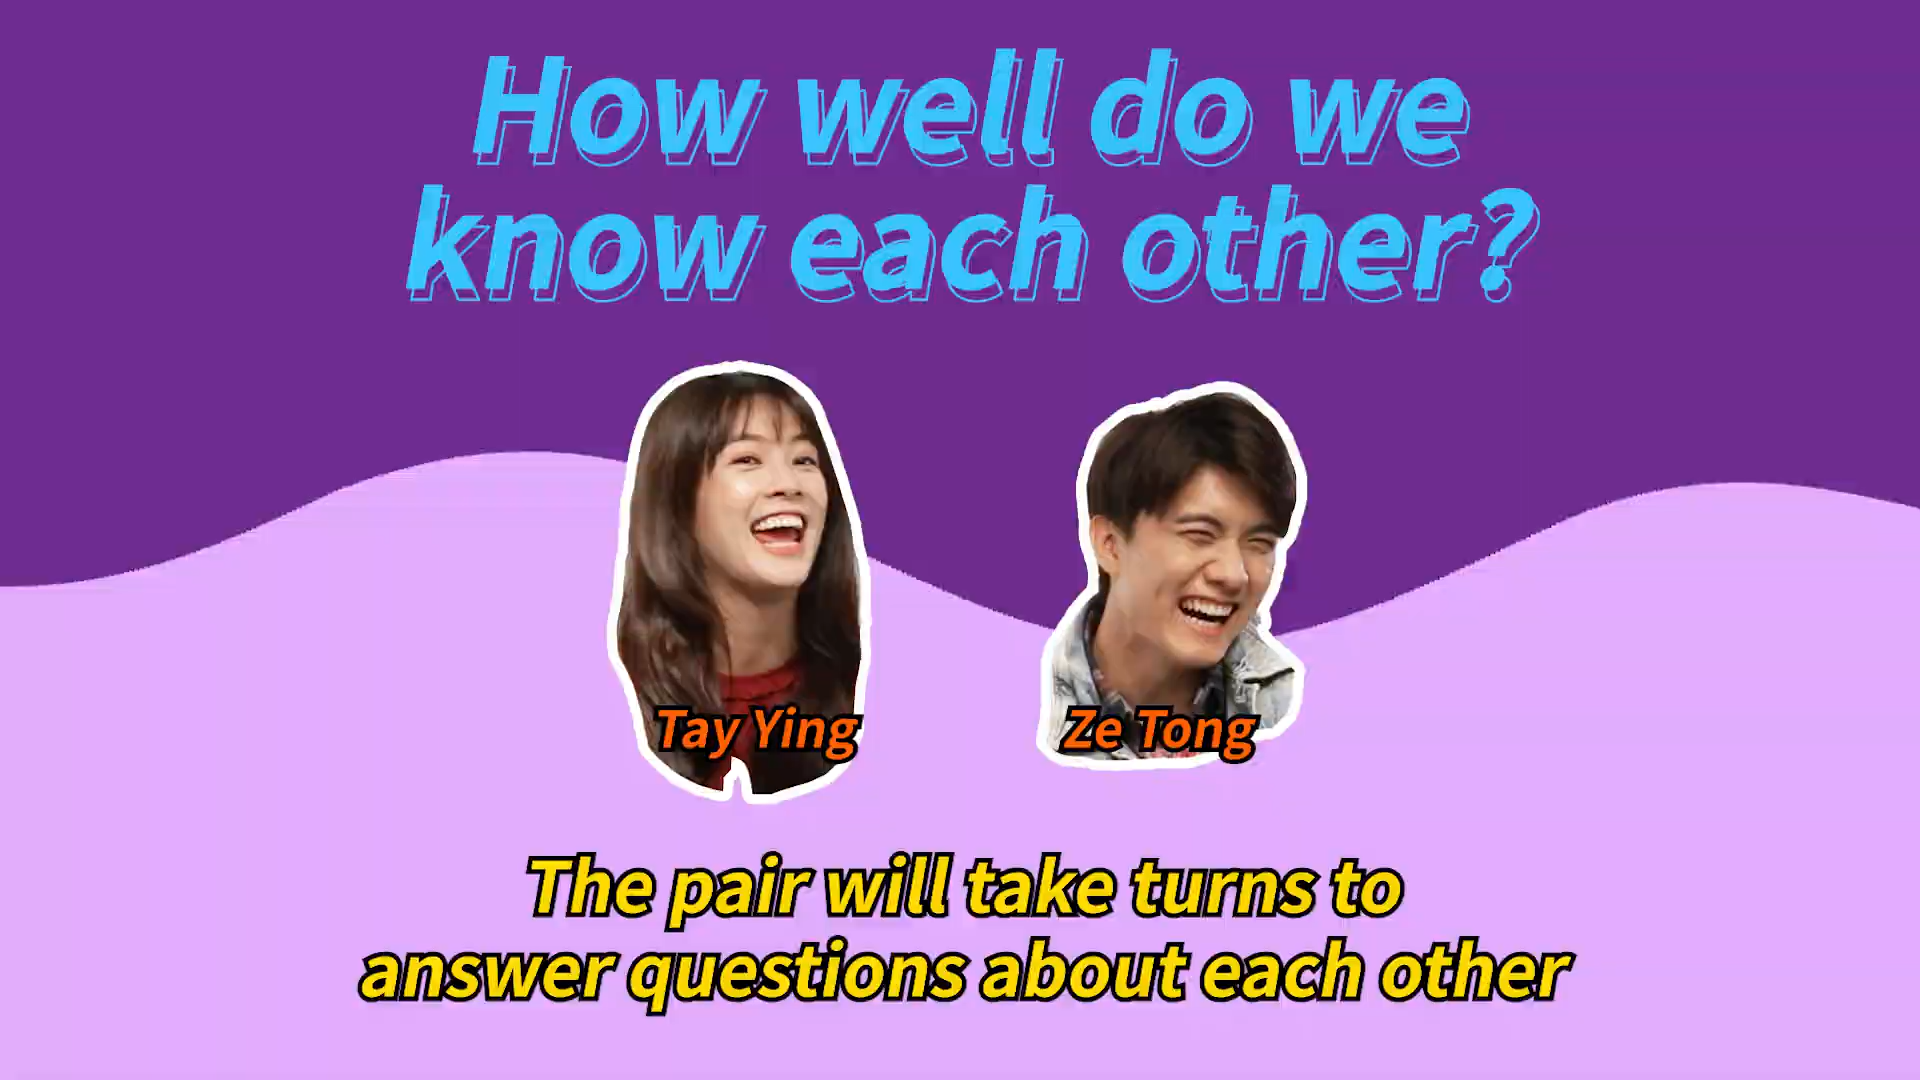 How well do we
know each other?
Tay Ying
Ze Tong
The pair will take turns to
answer questions about each other